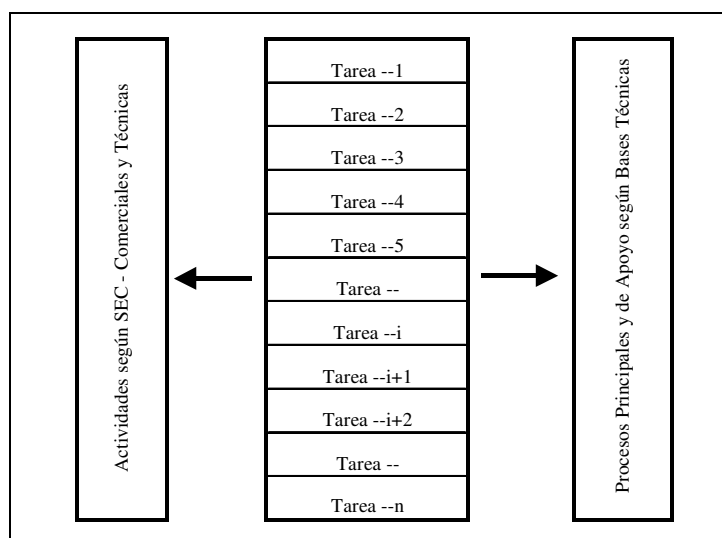 Actividades según SEC - Comerciales y Técnicas
Tarea --1
Tarea --2
Tarea --3
Tarea --4
Tarea --5
Tarea --
Tarea --i
Tarea --i+1
Tarea --i+2
Tarea --
Tarea --n
Procesos Principales y de Apoyo según Bases Técnicas